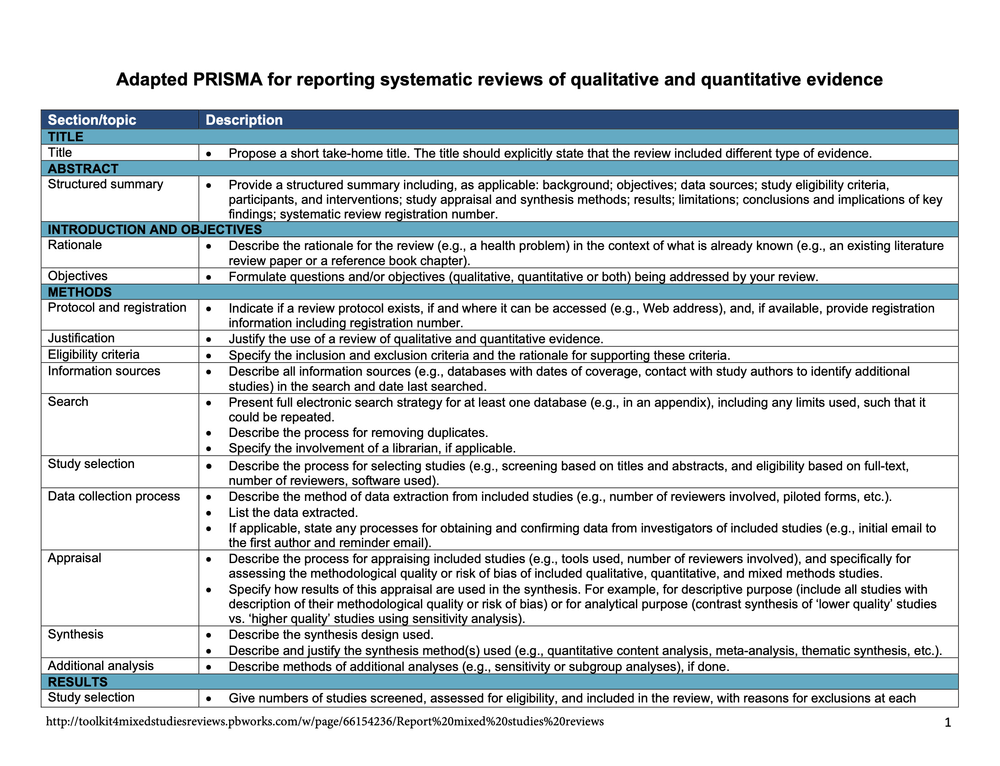 Adapted PRISMA for reporting systematic reviews of qualitative and quantitative evidence
Section/topic
Description
TITLE
Title
• Propose a short take-home title. The title should explicitly state that the review included different type of evidence.
ABSTRACT
Structured summary
• Provide a structured summary including, as applicable: background; objectives; data sources; study eligibility criteria,
participants, and interventions; study appraisal and synthesis methods; results; limitations; conclusions and implications of key
findings; systematic review registration number.
INTRODUCTION AND OBJECTIVES
Rationale
• Describe the rationale for the review (e.g., a health problem) in the context of what is already known (e.g., an existing literature
review paper or a reference book chapter).
Objectives
• Formulate questions and/or objectives (qualitative, quantitative or both) being addressed by your review.
METHODS
Protocol and registration
• Indicate if a review protocol exists, if and where it can be accessed (e.g., Web address), and, if available, provide registration
information including registration number.
Justification
• Justify the use of a review of qualitative and quantitative evidence.
Eligibility criteria
• Specify the inclusion and exclusion criteria and the rationale for supporting these criteria.
Information sources
• Describe all information sources (e.g., databases with dates of coverage, contact with study authors to identify additional
studies) in the search and date last searched.
Search
• Present full electronic search strategy for at least one database (e.g., in an appendix), including any limits used, such that it
could be repeated.
• Describe the process for removing duplicates.
• Specify the involvement of a librarian, if applicable.
Study selection
• Describe the process for selecting studies (e.g., screening based on titles and abstracts, and eligibility based on full-text,
number of reviewers, software used).
Data collection process
• Describe the method of data extraction from included studies (e.g., number of reviewers involved, piloted forms, etc.).
• List the data extracted.
• If applicable, state any processes for obtaining and confirming data from investigators of included studies (e.g., initial email to
the first author and reminder email).
Appraisal
• Describe the process for appraising included studies (e.g., tools used, number of reviewers involved), and specifically for
assessing the methodological quality or risk of bias of included qualitative, quantitative, and mixed methods studies.
• Specify how results of this appraisal are used in the synthesis. For example, for descriptive purpose (include all studies with
description of their methodological quality or risk of bias) or for analytical purpose (contrast synthesis of ‘lower quality’ studies
vs. ‘higher quality’ studies using sensitivity analysis).
Synthesis
• Describe the synthesis design used.
• Describe and justify the synthesis method(s) used (e.g., quantitative content analysis, meta-analysis, thematic synthesis, etc.).
Additional analysis
• Describe methods of additional analyses (e.g., sensitivity or subgroup analyses), if done.
RESULTS
Study selection
• Give numbers of studies screened, assessed for eligibility, and included in the review, with reasons for exclusions at each
http://toolkit4mixedstudiesreviews.pbworks.com/w/page/66154236/Report%20mixed%20studies%20reviews
1